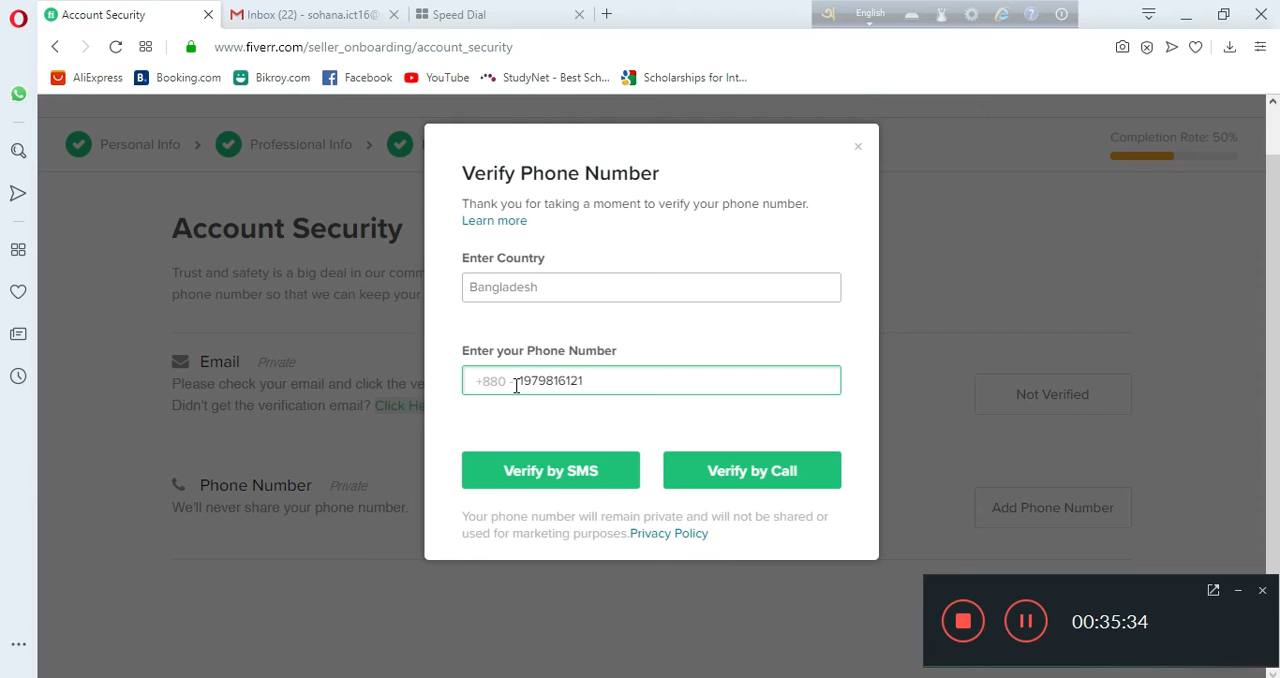 Account Security
Inbox (22) - sohana.ict16@
Speed Dial
English
www.fiverr.com/seller_onboarding/account_security
AliExpress
Booking.com
Bikroy.com
Facebook
YouTube
StudyNet - Best Sch...
Scholarships for Int...
Personal Info
Professional Info
Completion Rate: 50%
Account Security
Trust and safety is a big deal in our comm
phone number so that we can keep your
Email Private
Please check your email and click the ve
Didn't get the verification email? Click He
Not Verified
Phone Number Private
We'll never share your phone number.
Add Phone Number
Verify Phone Number
Thank you for taking a moment to verify your phone number.
Learn more
Enter Country
Bangladesh
Enter your Phone Number
+880 -1979816121
Verify by SMS
Verify by Call
Your phone number will remain private and will not be shared or
used for marketing purposes.Privacy Policy
00:35:34